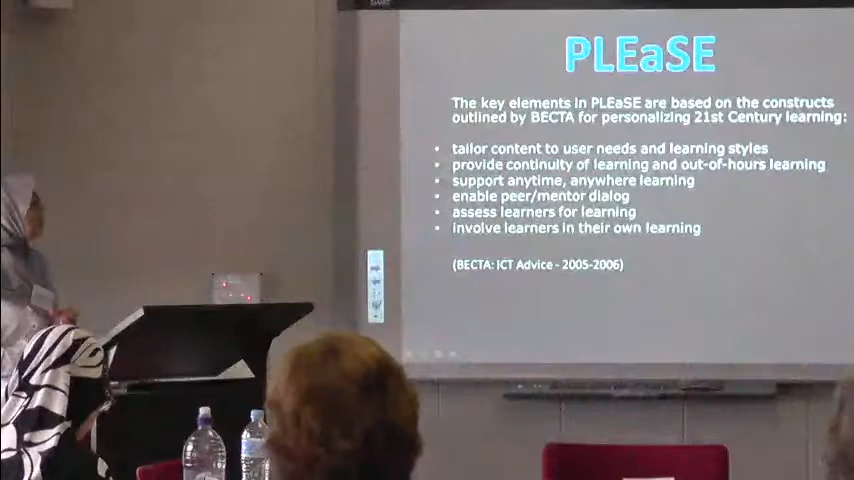 SMART
PLEaSE
The key elements in PLEaSE are based on the constructs
outlined by BECTA for personalizing 21st Century learning:
• tailor content to user needs and learning styles
• provide continuity of learning and out-of-hours learning
• support anytime, anywhere learning
• enable peer/mentor dialog
• assess learners for learning
• involve learners in their own learning
(BECTA: ICT Advice - 2005-2006)